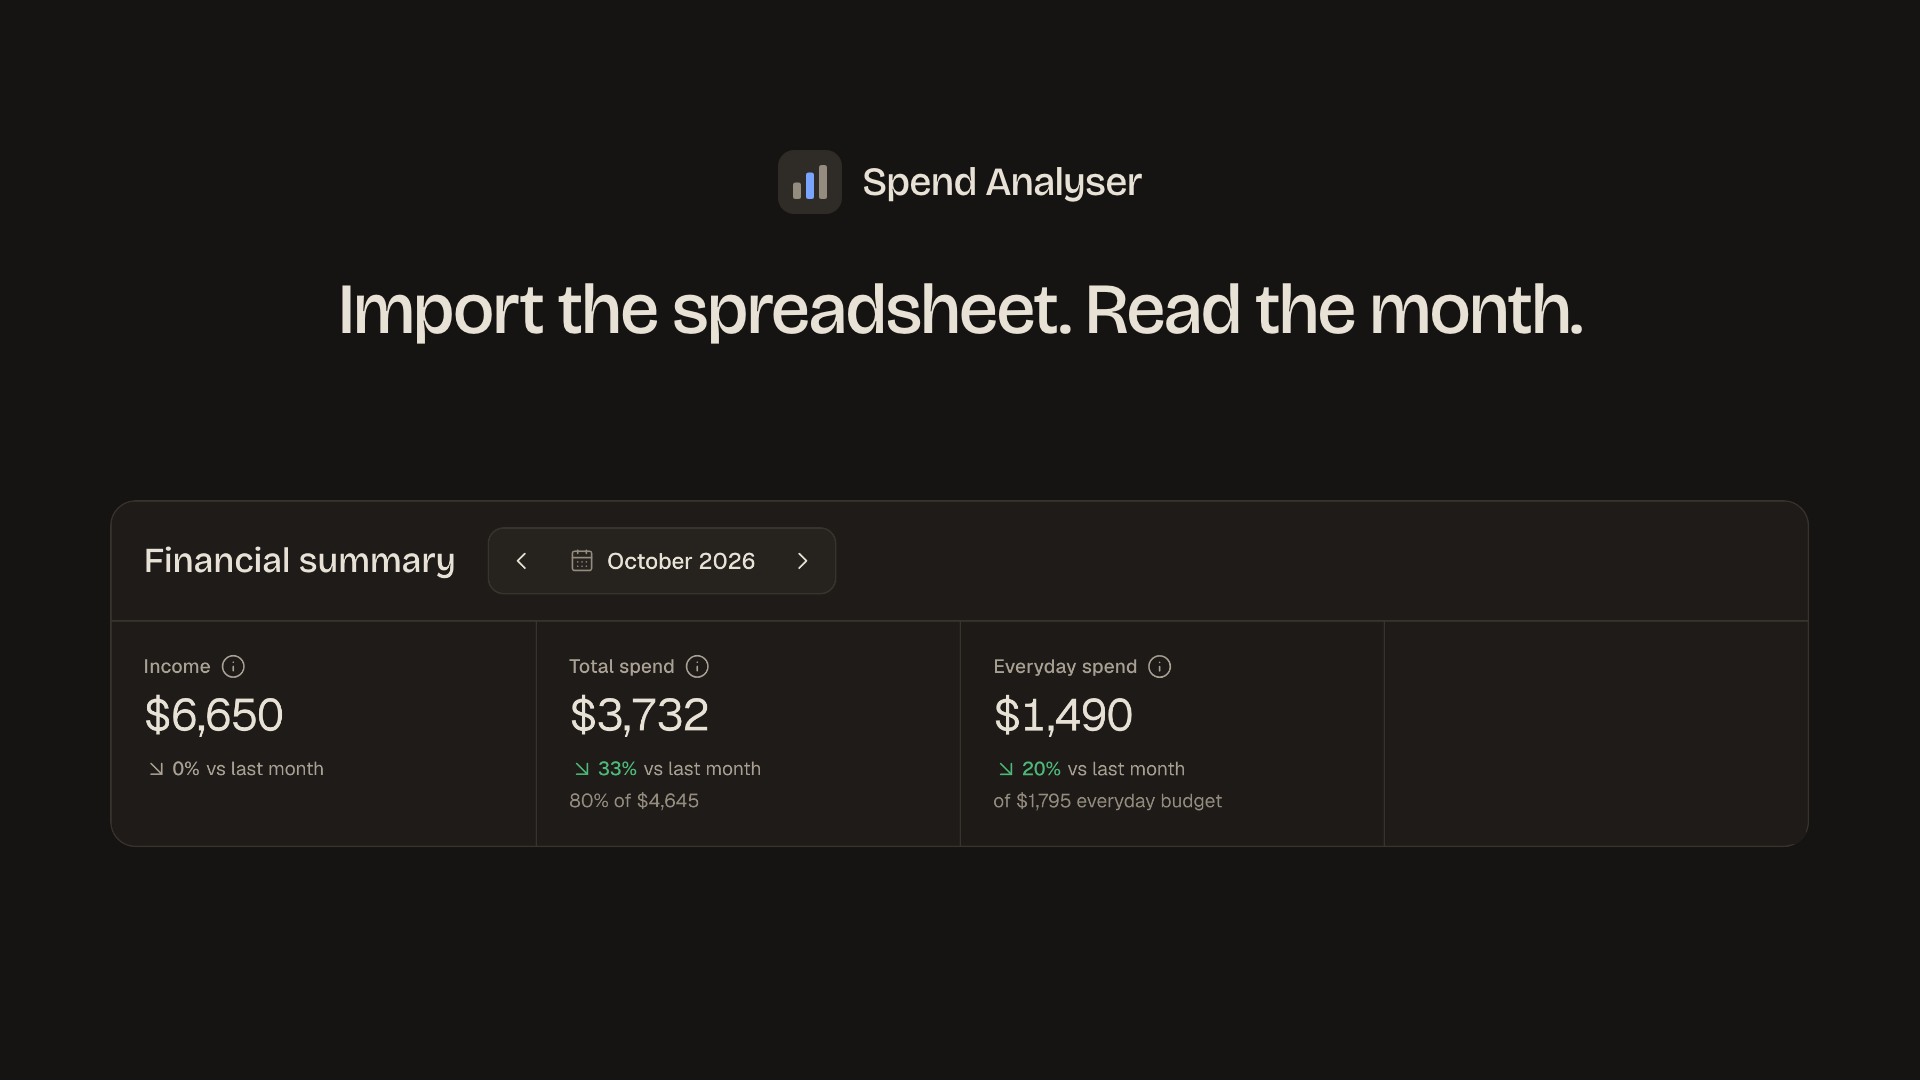 Spend Analyser
Import the spreadsheet. Read the month.
Financial summary
October 2026
Income
$6,650
0% vs last month
Total spend
$3,732
33% vs last month
80% of $4,645
Everyday spend
$1,490
20% vs last month
of $1,795 everyday budget